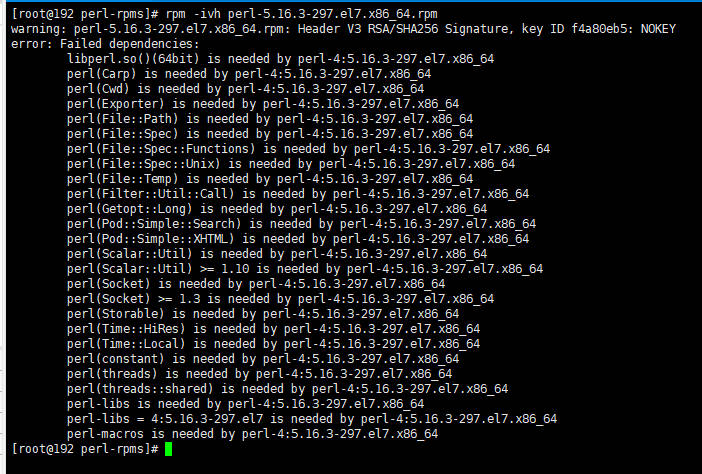 [root@192 perl-rpms]# rpm -ivh perl-5.16.3-297.el7.x86_64.rpm
warning: perl-5.16.3-297.el7.x86_64.rpm: Header V3 RSA/SHA256 Signature, key ID f4a80eb5: NOKEY
error: Failed dependencies:
libperl.so()(64bit) is needed by perl-4:5.16.3-297.el7.x86_64
perl(Carp) is needed by perl-4:5.16.3-297.el7.x86_64
perl(Cwd) is needed by perl-4:5.16.3-297.el7.x86_64
perl(Exporter) is needed by perl-4:5.16.3-297.el7.x86_64
perl(File::Path) is needed by perl-4:5.16.3-297.el7.x86_64
perl(File::Spec) is needed by perl-4:5.16.3-297.el7.x86_64
perl(File::Spec::Functions) is needed by perl-4:5.16.3-297.el7.x86_64
perl(File::Spec::Unix) is needed by perl-4:5.16.3-297.el7.x86_64
perl(File::Temp) is needed by perl-4:5.16.3-297.el7.x86_64
perl(Filter::Util::Call) is needed by perl-4:5.16.3-297.el7.x86_64
perl(Getopt::Long) is needed by perl-4:5.16.3-297.el7.x86_64
perl(Pod::Simple::Search) is needed by perl-4:5.16.3-297.el7.x86_64
perl(Pod::Simple::XHTML) is needed by perl-4:5.16.3-297.el7.x86_64
perl(Scalar::Util) is needed by perl-4:5.16.3-297.el7.x86_64
perl(Scalar::Util) >= 1.10 is needed by perl-4:5.16.3-297.el7.x86_64
perl(Socket) is needed by perl-4:5.16.3-297.el7.x86_64
perl(Socket) >= 1.3 is needed by perl-4:5.16.3-297.el7.x86_64
perl(Storable) is needed by perl-4:5.16.3-297.el7.x86_64
perl(Time::HiRes) is needed by perl-4:5.16.3-297.el7.x86_64
perl(Time::Local) is needed by perl-4:5.16.3-297.el7.x86_64
perl(constant) is needed by perl-4:5.16.3-297.el7.x86_64
perl(threads) is needed by perl-4:5.16.3-297.el7.x86_64
perl(threads::shared) is needed by perl-4:5.16.3-297.el7.x86_64
perl-libs is needed by perl-4:5.16.3-297.el7.x86_64
perl-libs = 4:5.16.3-297.el7 is needed by perl-4:5.16.3-297.el7.x86_64
perl-macros is needed by perl-4:5.16.3-297.el7.x86_64
[root@192 perl-rpms]#